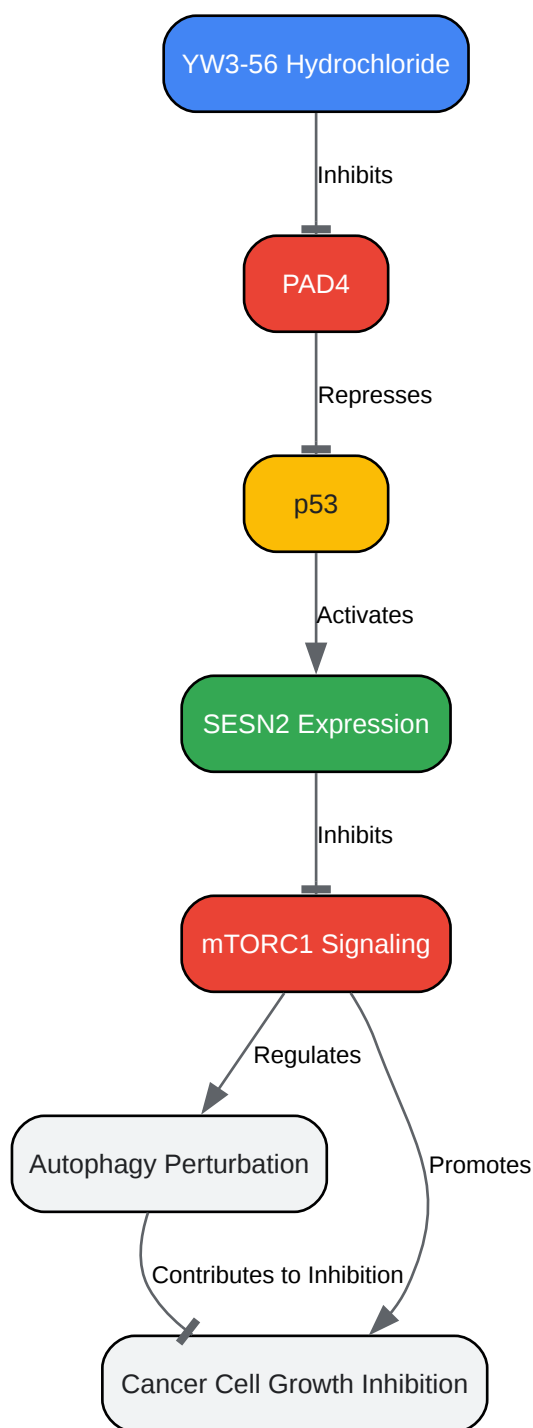 YW3-56 Hydrochloride
Inhibits
PAD4
Represses
p53
Activates
SESN2 Expression
Inhibits
mTORC1 Signaling
Regulates
Autophagy Perturbation
Promotes
Contributes to Inhibition
Cancer Cell Growth Inhibition